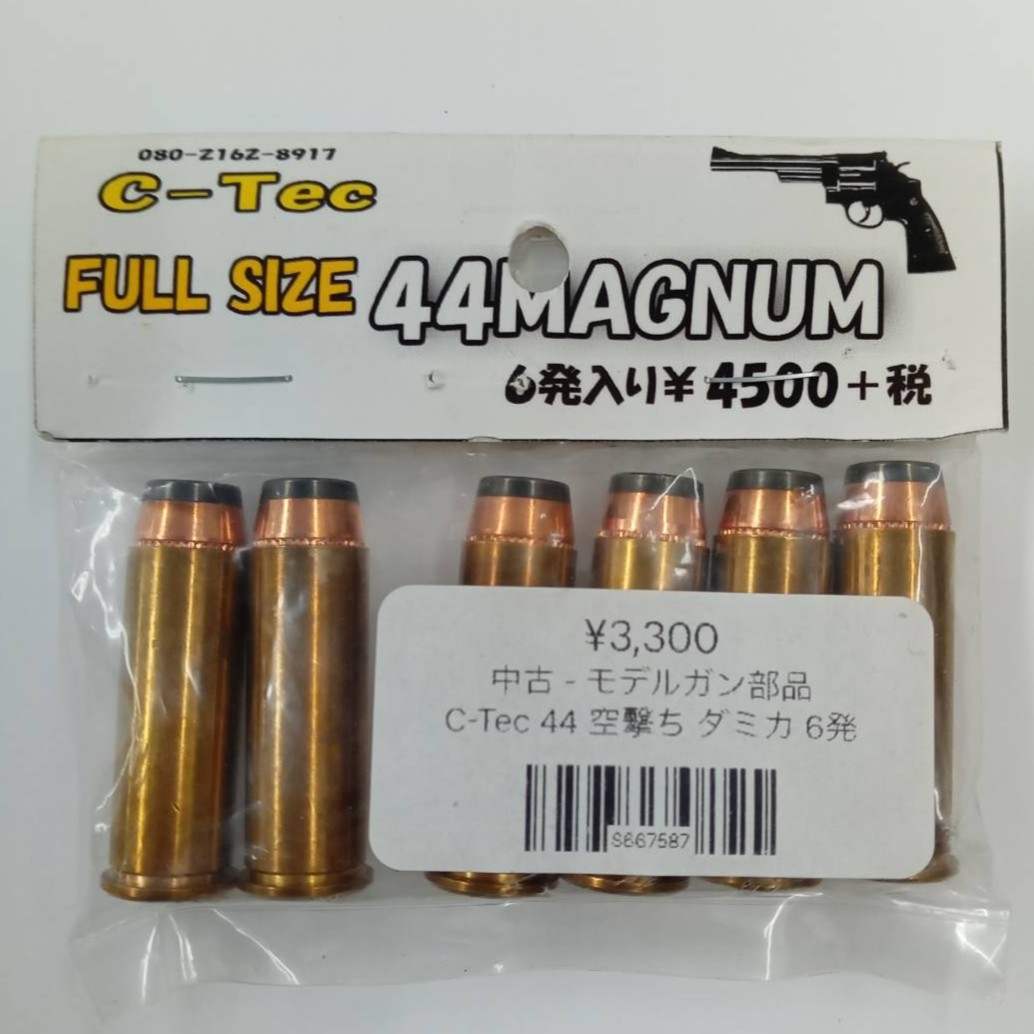 080-2162-8917
C-Tec
FULL SIZE 44MAGNUM
6発入り¥4500+税
¥3,300
中古 - モデルガン部品
C-Tec 44 空撃ち ダミカ 6発
S667587